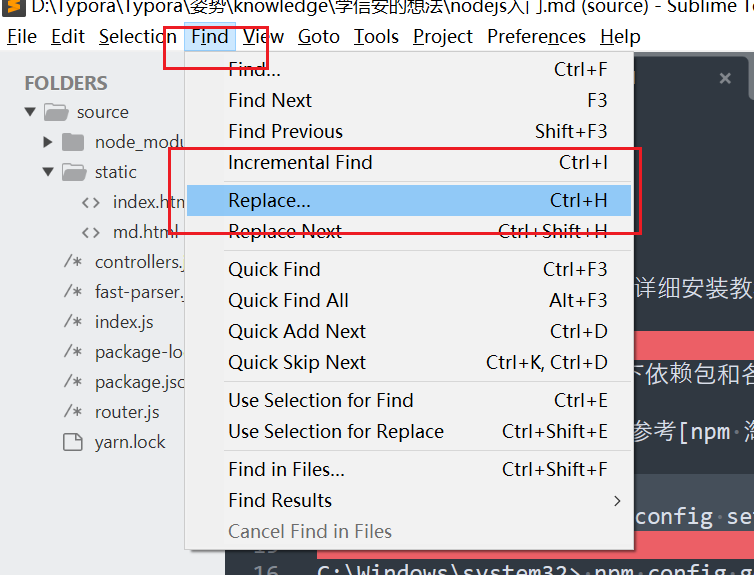 D:\Typora\Typora\姿势\knowledge\学信安的想法\nodejs入门.md (source) - Sublime
File Edit Selection Find View Goto Tools Project Preferences Help
FOLDERS
source
static
index.htm
md.html
controllers.j
fast-parser.
index.js
package-lo
package.jso
router.js
yarn.lock
Find... Ctrl+F
Find Next F3
Find Previous Shift+F3
Incremental Find Ctrl+I
Replace... Ctrl+H
Replace Next Ctrl+Shift+H
Quick Find Ctrl+F3
Quick Find All Alt+F3
Quick Add Next Ctrl+D
Quick Skip Next Ctrl+K, Ctrl+D
Use Selection for Find Ctrl+E
Use Selection for Replace Ctrl+Shift+E
Find in Files... Ctrl+Shift+F
Find Results
Cancel Find in Files
详细安装教
下依赖包和各
参考[npm 淘
config se
16 C:\Windows\system32> npm config g